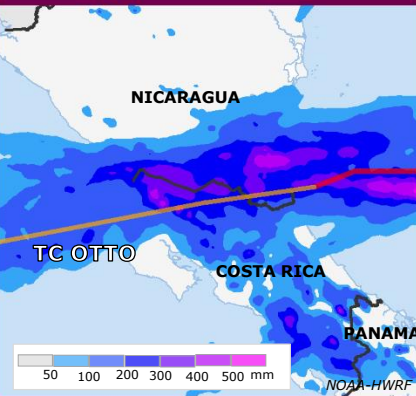 NICARAGUA
TC OTTO
COSTA RICA
PANAMA
50 100 200 300 400 500 mm
NOAA-HWRF